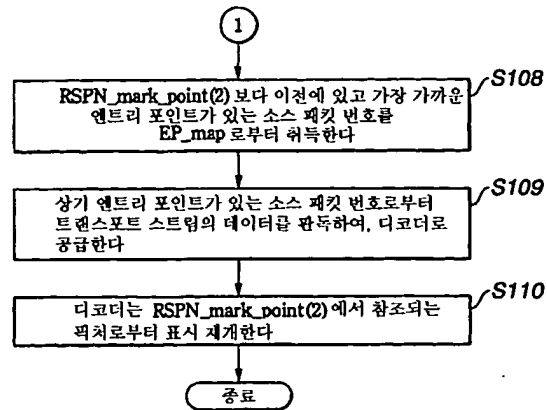 1
RSPN_mark_point(2) 보다 이전에 있고 가장 가까운
엔트리 포인트가 있는 소스 패킷 번호를
EP_map 로부터 취득한다
S108
상기 엔트리 포인트가 있는 소스 패킷 번호로부터
트랜스포트 스트림의 데이터를 판독하여, 디코더로
공급한다
S109
디코더는 RSPN_mark_point(2) 에서 참조되는
픽처로부터 표시 재개한다
S110
종료